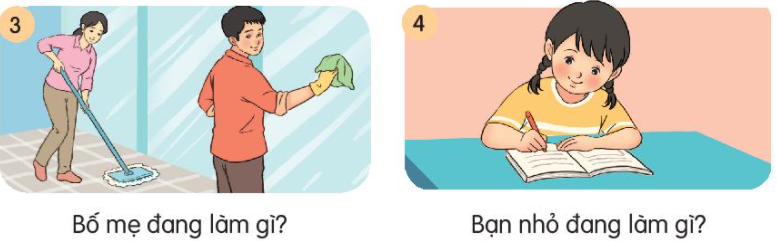 3
4
Bố mẹ đang làm gì?
Bạn nhỏ đang làm gì?